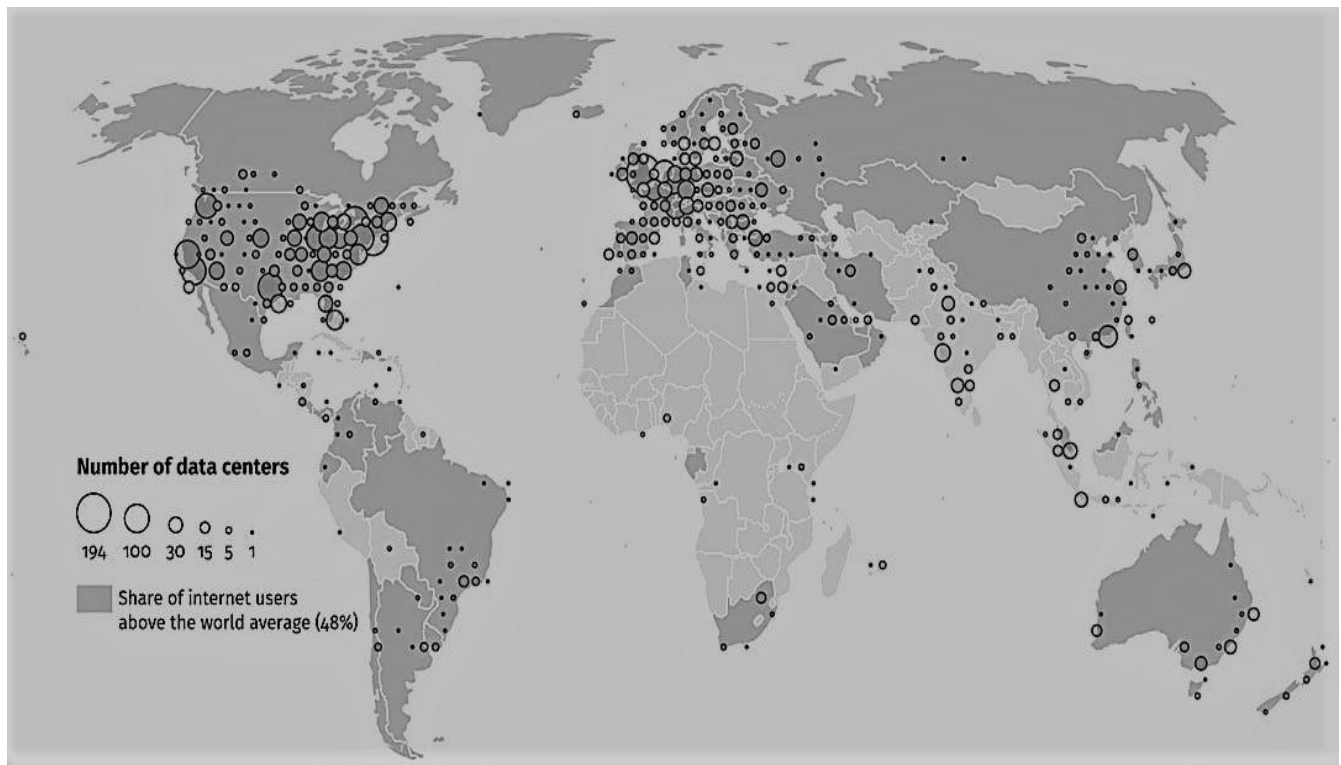 Number of data centers
194 100 30 15 5 1
Share of internet users
above the world average (48%)